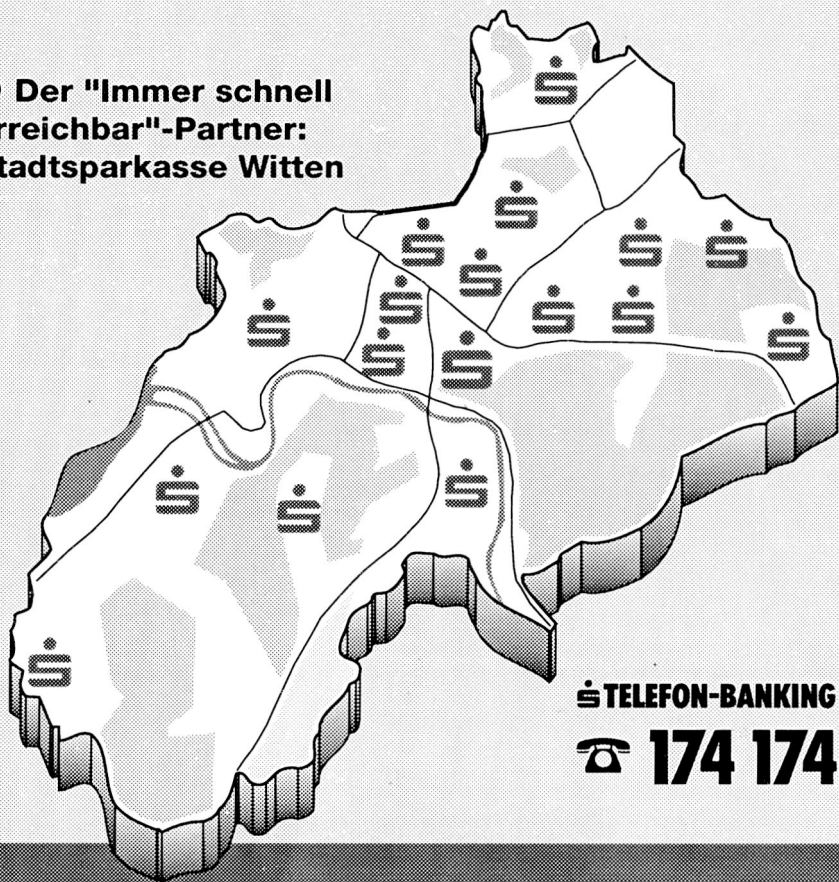 Der "Immer schnell
rreichbar"-Partner:
tadtsparkasse Witten
TELEFON-BANKING
174 174